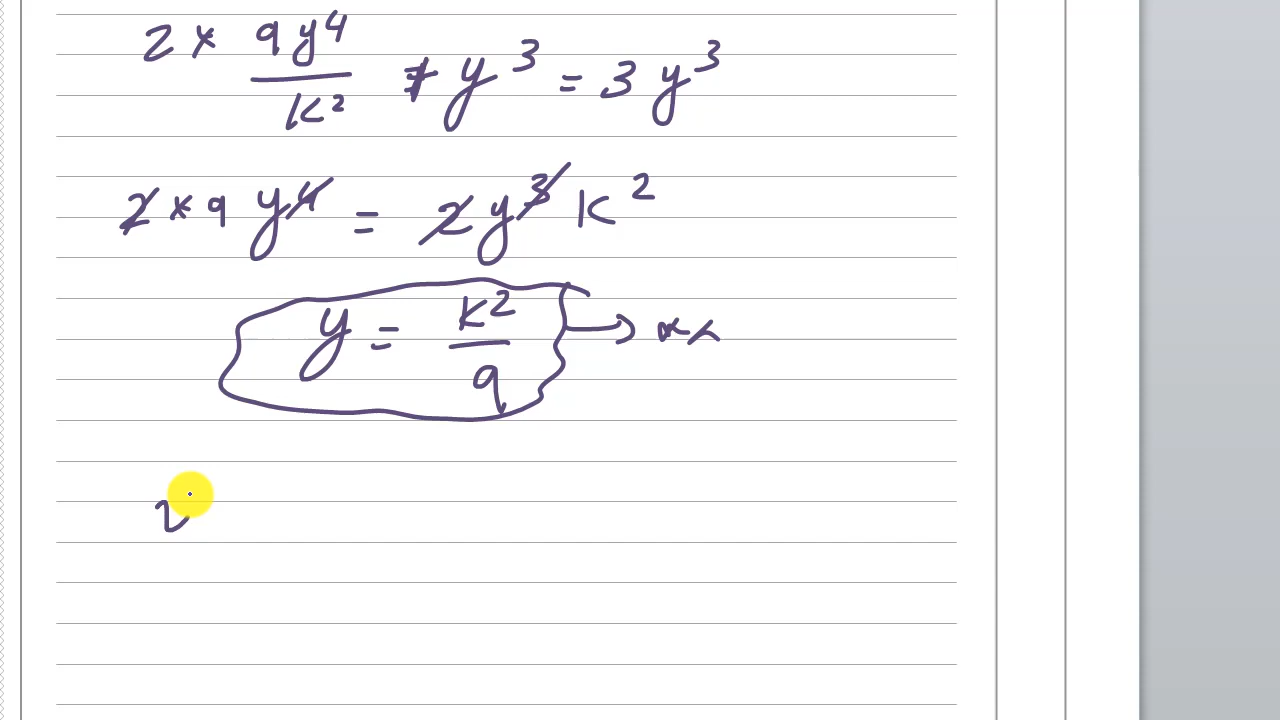 2 × 9y⁴/k² + y³ = 3y³
2 × 9 y⁴ = 2 y³ k²
y = k²/9 → **